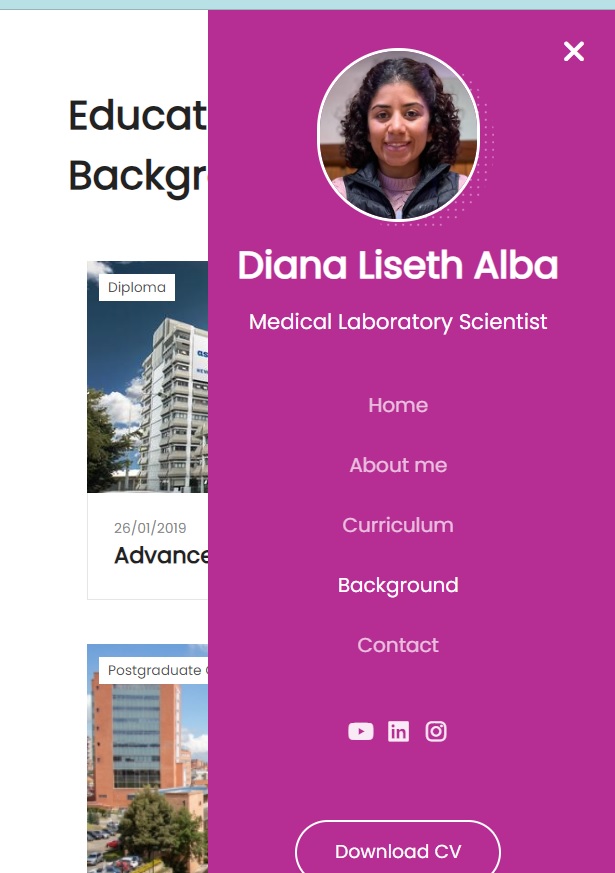 Educat
Backgr
Diploma
26/01/2019
Advance
Postgraduate
Diana Liseth Alba
Medical Laboratory Scientist
Home
About me
Curriculum
Background
Contact
in
Download CV